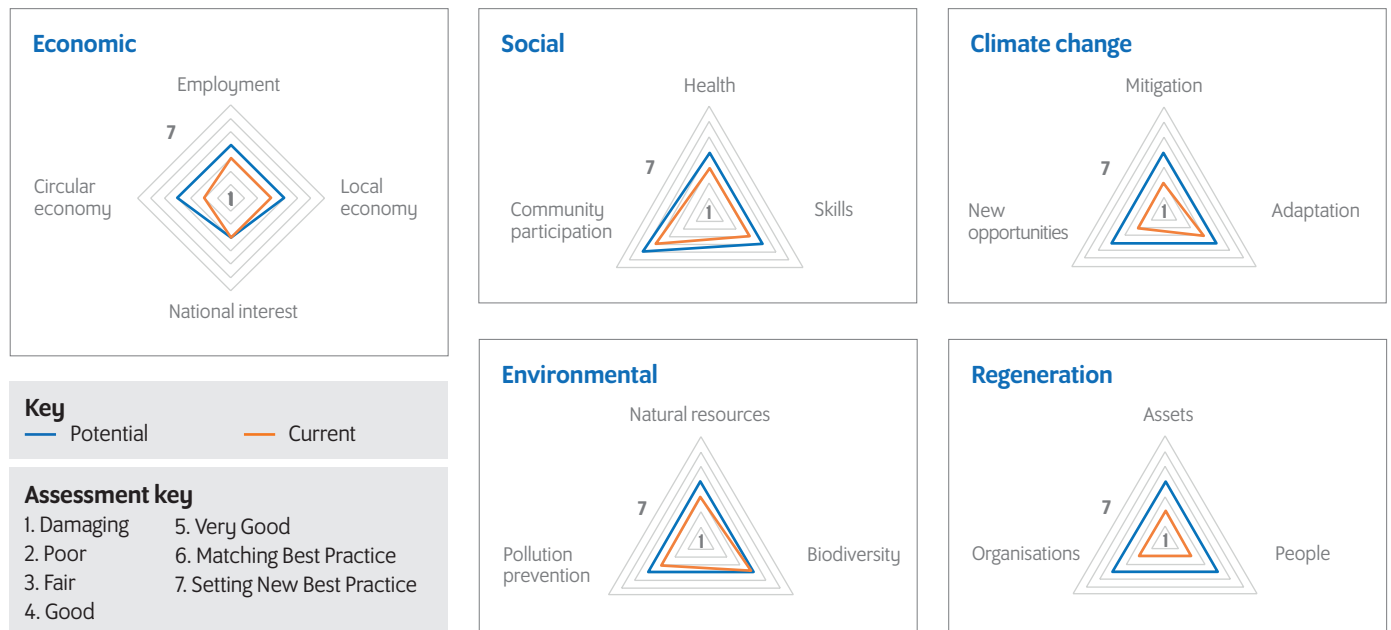 Economic
Employment
7
Circular
economy
1
Local
economy
National interest
Social
Health
7
Community
participation
1
Skills
Climate change
Mitigation
7
New
opportunities
1
Adaptation
Key
Potential
Current
Assessment key
1. Damaging
2. Poor
3. Fair
4. Good
5. Very Good
6. Matching Best Practice
7. Setting New Best Practice
Environmental
Natural resources
7
Pollution
prevention
1
Biodiversity
Regeneration
Assets
7
Organisations
1
People